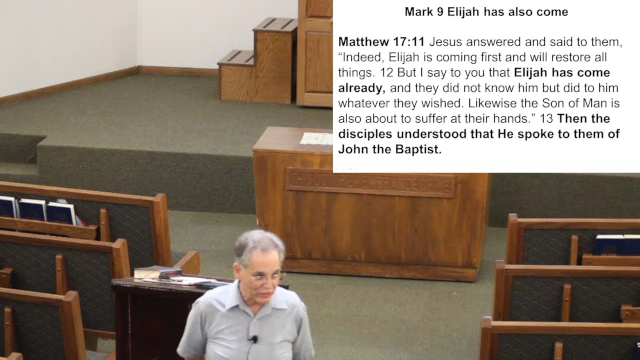 Mark 9 Elijah has also come
Matthew 17:11 Jesus answered and said to them,
“Indeed, Elijah is coming first and will restore all
things. 12 But I say to you that Elijah has come
already, and they did not know him but did to him
whatever they wished. Likewise the Son of Man is
also about to suffer at their hands.” 13 Then the
disciples understood that He spoke to them of
John the Baptist.